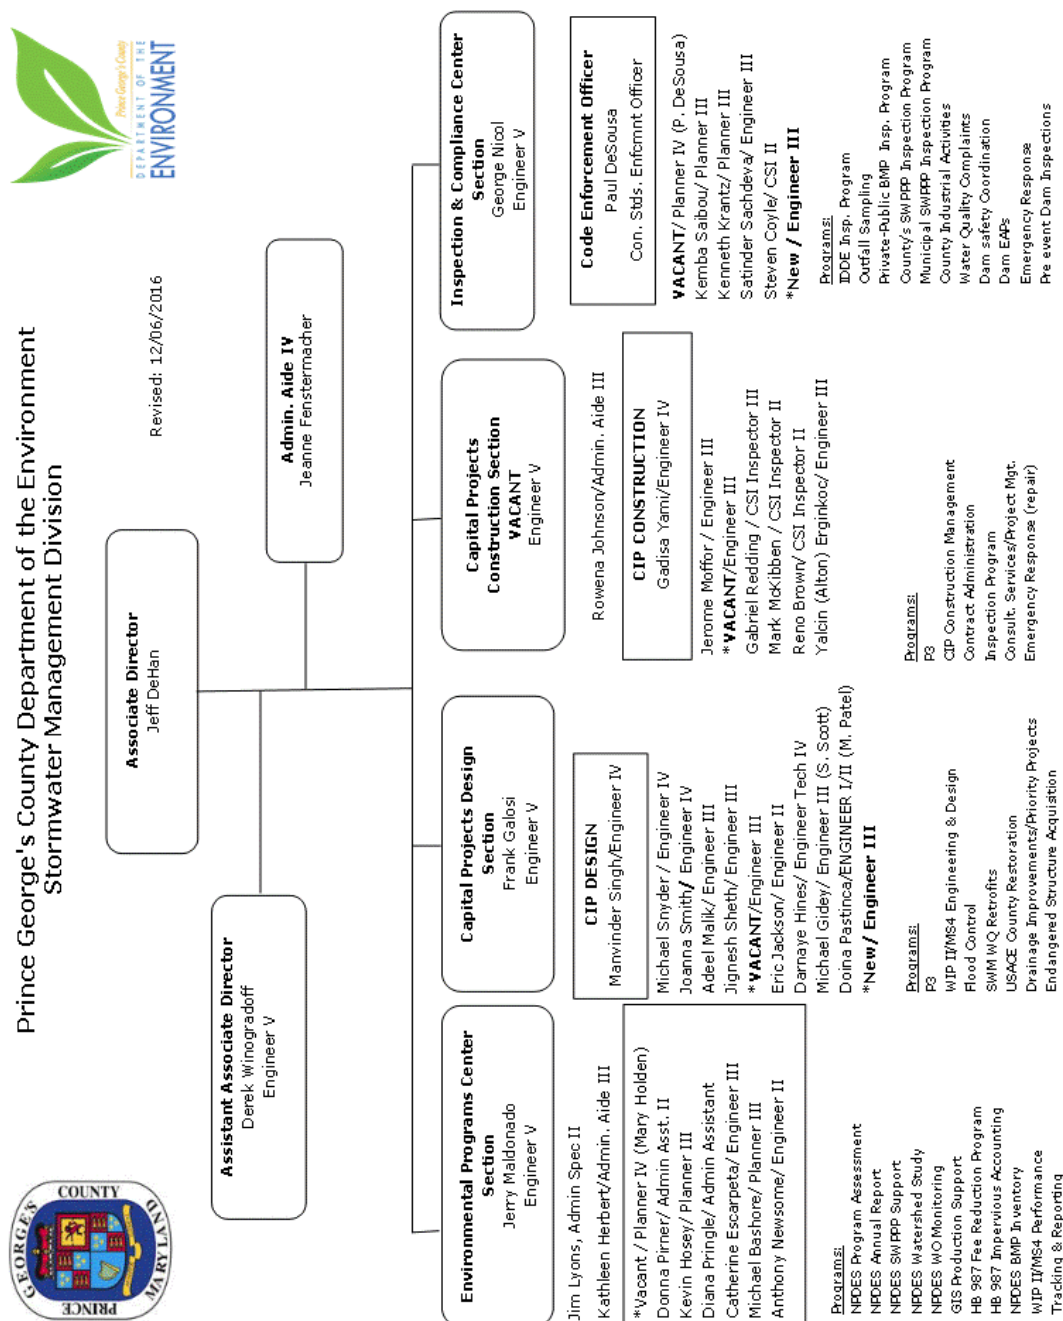 Prince George's County Department of the Environment
Stormwater Management Division
GEORGE'S
COUNTY
PRINCE
MARYLAND
Prince George's County
DEPARTMENT OF THE
ENVIRONMENT
Revised: 12/06/2016
Associate Director
Jeff DeHan
Assistant Associate Director
Derek Winogradoff
Engineer V
Admin. Aide IV
Jeanne Fenstermacher
Environmental Programs Center
Section
Jerry Maldonado
Engineer V
Jim Lyons, Admin Spec II
Kathleen Herbert/Admin. Aide III
*Vacant / Planner IV (Mary Holden)
Donna Pirner/ Admin Asst. II
Kevin Hosey/ Planner III
Diana Pringle/ Admin Assistant
Catherine Escarpeta/ Engineer III
Michael Bashore/ Planner III
Anthony Newsome/ Engineer II
Programs:
NPDES Program Assessment
NPDES Annual Report
NPDES SWPPP Support
NPDES Watershed Study
NPDES WQ Monitoring
GIS Production Support
HB 987 Fee Reduction Program
HB 987 Impervious Accounting
NPDES BMP Inventory
WIP II/MS4 Performance
Tracking & Reporting
Capital Projects Design
Section
Frank Galosi
Engineer V
CIP DESIGN
Manvinder Singh/Engineer IV
Michael Snyder / Engineer IV
Joanna Smith/ Engineer IV
Adeel Malik/ Engineer III
Jignesh Sheth/ Engineer III
*VACANT/Engineer III
Eric Jackson/ Engineer II
Darnaye Hines/ Engineer Tech IV
Michael Gidey/ Engineer III (S. Scott)
Doina Pastinca/ENGINEER I/II (M. Patel)
*New/ Engineer III
Programs:
P3
WIP II/MS4 Engineering & Design
Flood Control
SWM WQ Retrofits
USACE County Restoration
Drainage Improvements/Priority Projects
Endangered Structure Acquisition
Capital Projects
Construction Section
VACANT
Engineer V
Rowena Johnson/Admin. Aide III
CIP CONSTRUCTION
Gadisa Yami/Engineer IV
Jerome Moffor / Engineer III
*VACANT/Engineer III
Gabriel Redding / CSI Inspector III
Mark McKibben / CSI Inspector II
Reno Brown/ CSI Inspector II
Yalcin (Alton) Erginkoc/ Engineer III
Programs:
P3
CIP Construction Management
Contract Administration
Inspection Program
Consult. Services/Project Mgt.
Emergency Response (repair)
Inspection & Compliance Center
Section
George Nicol
Engineer V
Code Enforcement Officer
Paul DeSousa
Con. Stds. Enfcmnt Officer
VACANT/ Planner IV (P. DeSousa)
Kemba Saibou/ Planner III
Kenneth Krantz/ Planner III
Satinder Sachdeva/ Engineer III
Steven Coyle/ CSI II
*New / Engineer III
Programs:
IDDE Insp. Program
Outfall Sampling
Private-Public BMP Insp. Program
County's SWPPP Inspection Program
Municipal SWPPP Inspection Program
County Industrial Activities
Water Quality Complaints
Dam safety Coordination
Dam EAPs
Emergency Response
Pre event Dam Inspections